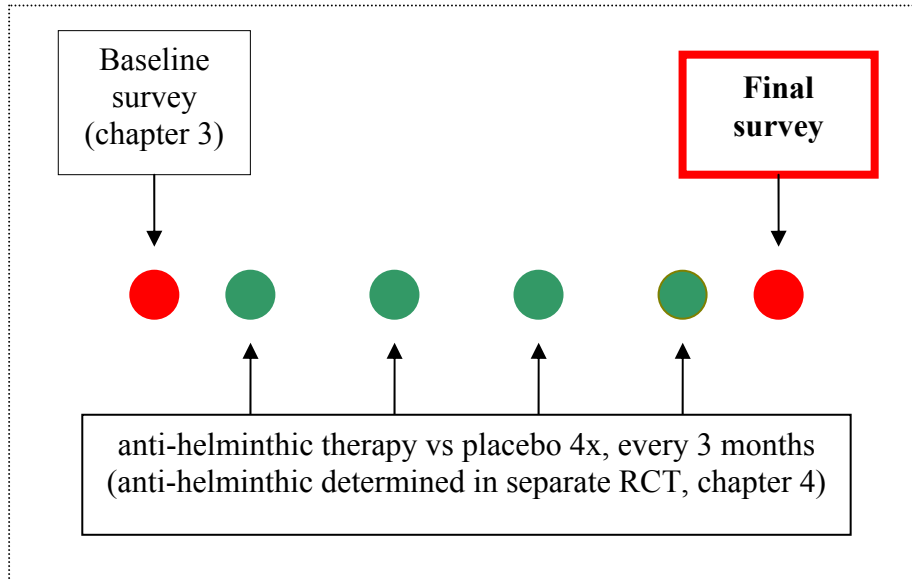 Baseline
survey
(chapter 3)
Final
survey
anti-helminthic therapy vs placebo 4x, every 3 months
(anti-helminthic determined in separate RCT, chapter 4)